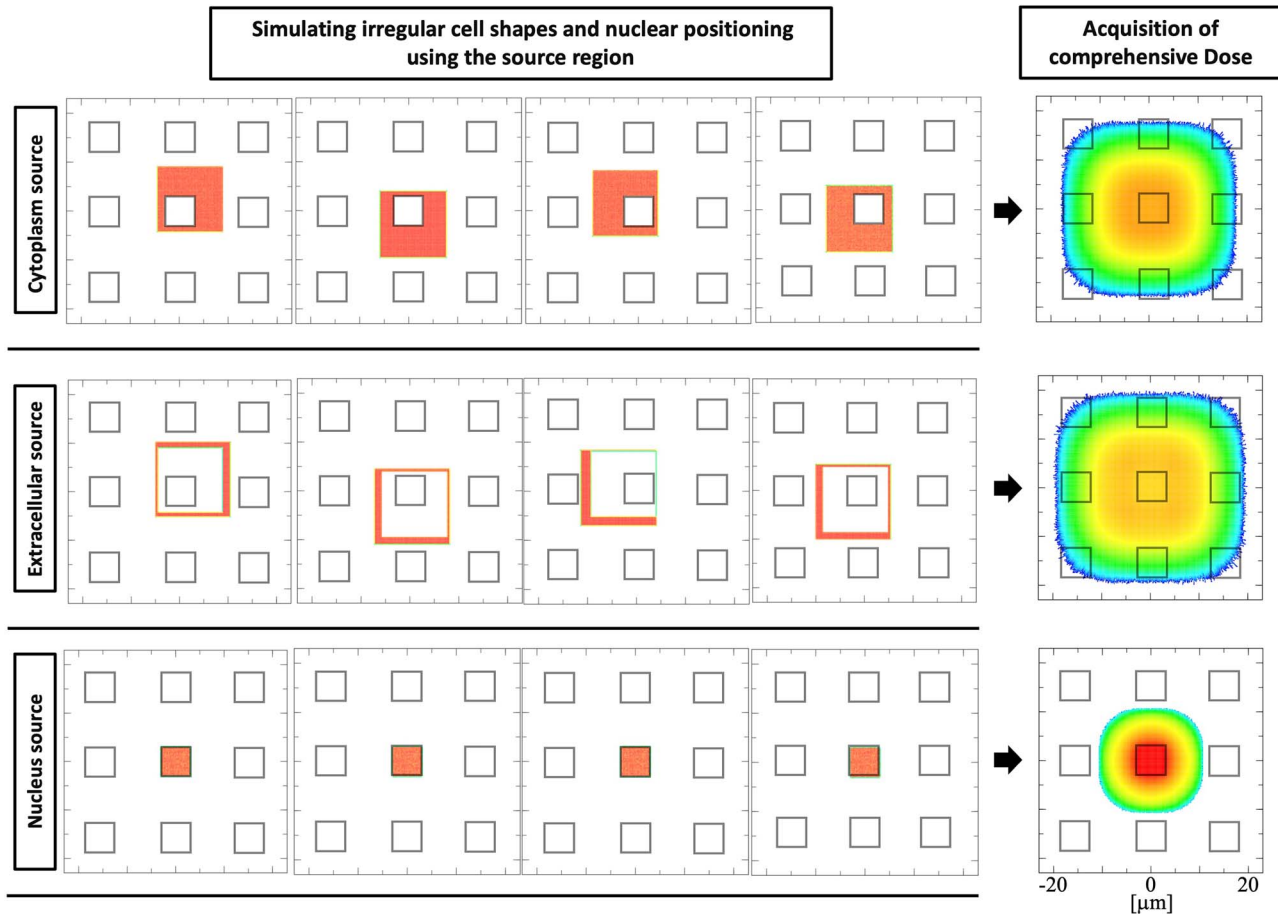 Simulating irregular cell shapes and nuclear positioning
using the source region
Acquisition of
comprehensive Dose
Cytoplasm source
Extracellular source
Nucleus source
-20 0 20
[μm]